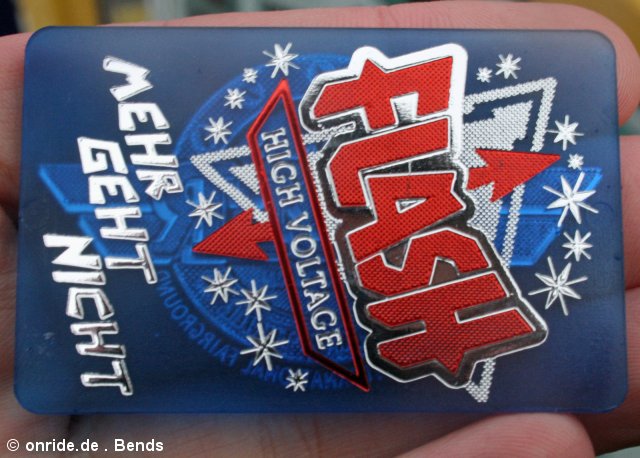 FLASH
HIGH VOLTAGE
MEHR
GEHT
NICHT
© onride.de . Bends